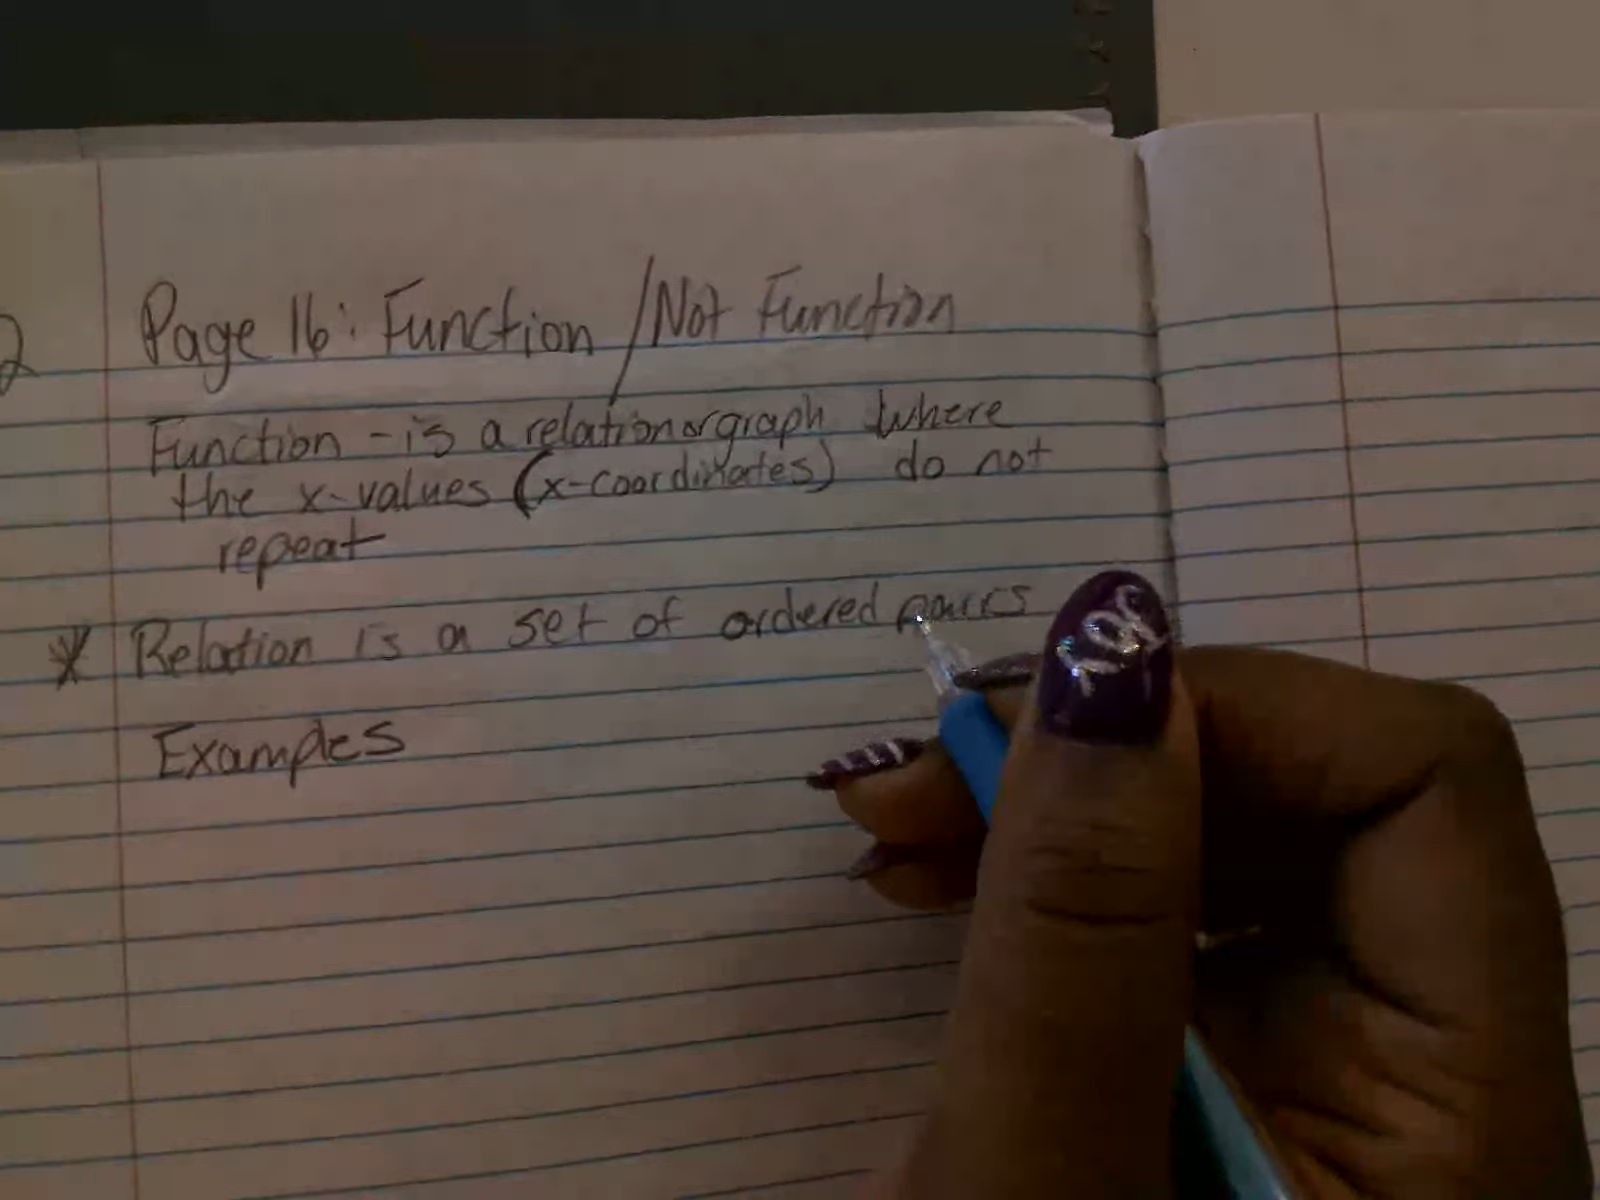 2
Page 16: Function / Not Function
Function - is a relation or graph where
the x-values (x-coordinates) do not
repeat
* Relation is a set of ordered pairs
Examples